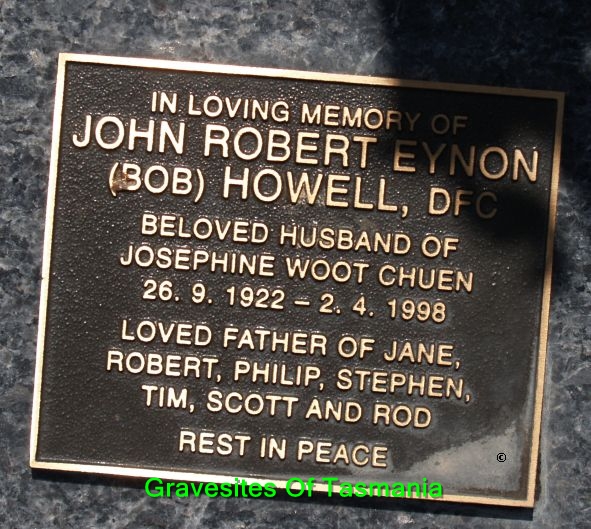 IN LOVING MEMORY OF
JOHN ROBERT EYNON
(BOB) HOWELL, DFC
BELOVED HUSBAND OF
JOSEPHINE WOOT CHUEN
26. 9. 1922 – 2. 4. 1998
LOVED FATHER OF JANE,
ROBERT, PHILIP, STEPHEN,
TIM, SCOTT AND ROD
REST IN PEACE
©
Gravesites Of Tasmania